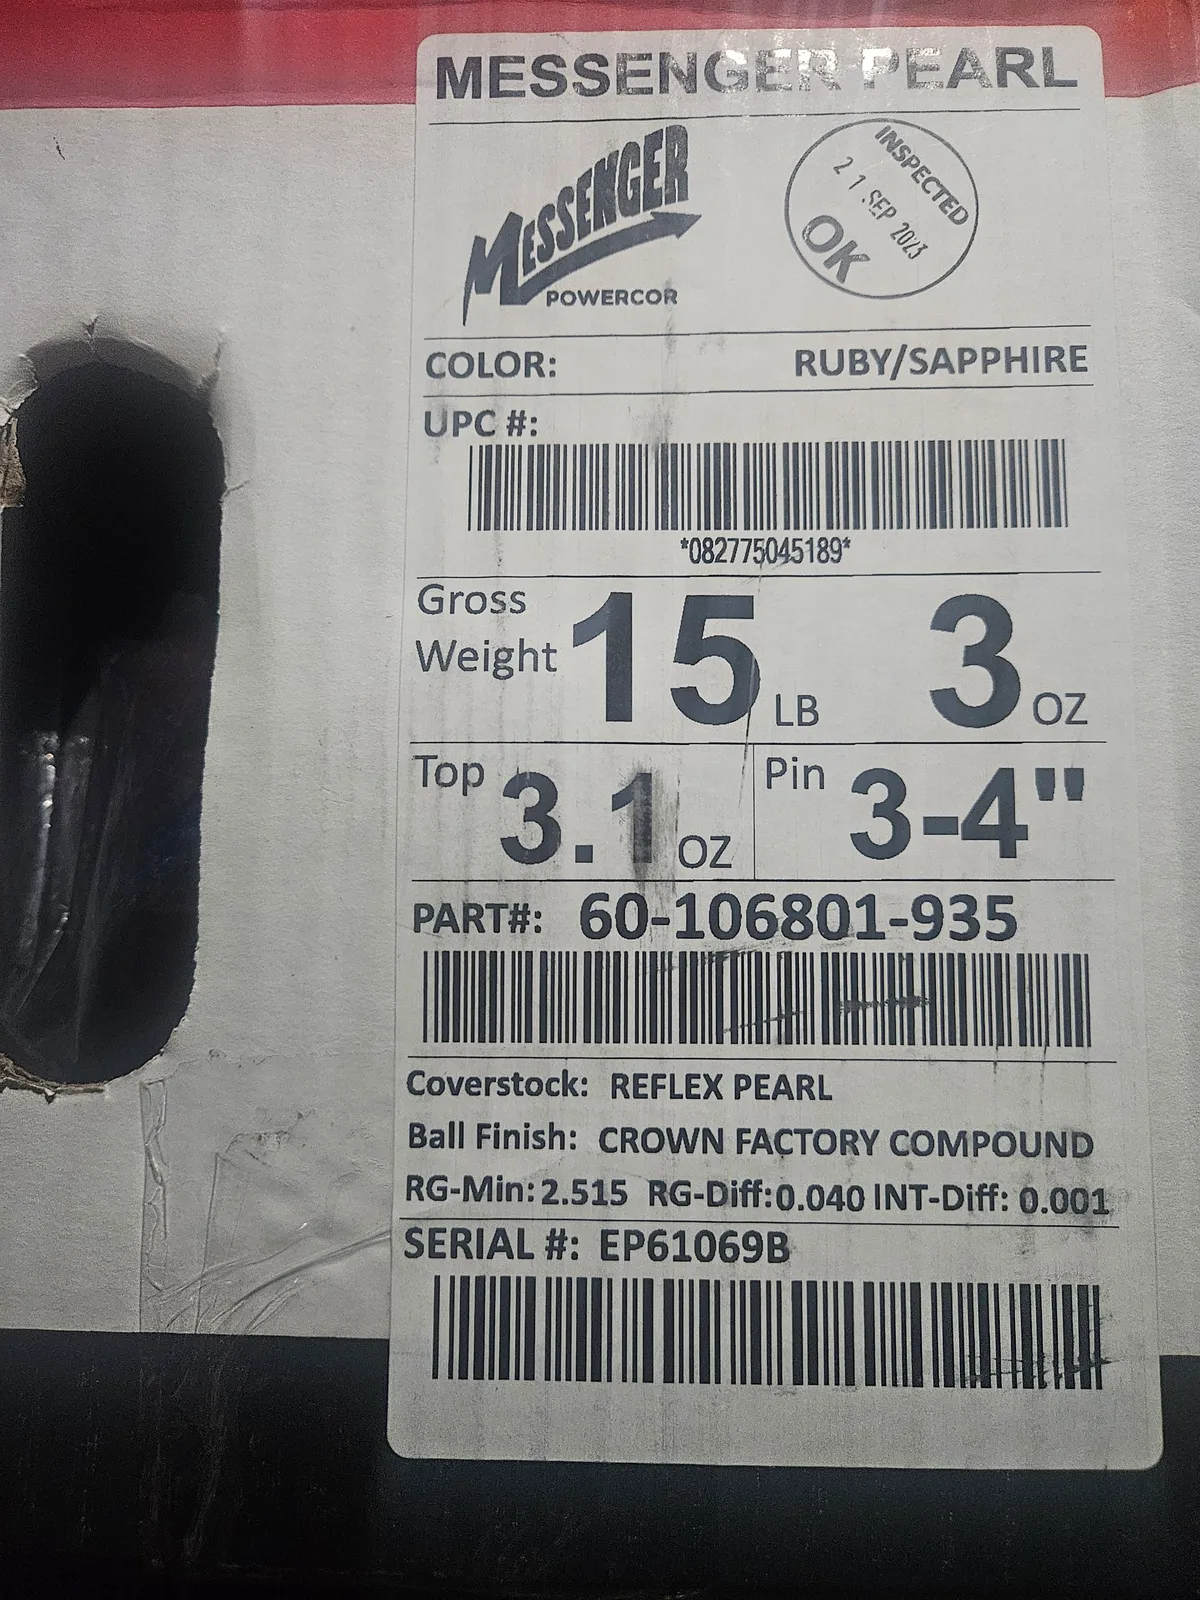 MESSENGER PEARL
MESSENGER
POWERCOR
INSPECTED
21 SEP 2023
OK
COLOR: RUBY/SAPPHIRE
UPC #:
*082775045189*
Gross Weight 15 LB 3 OZ
Top 3.1 OZ Pin 3-4"
PART#: 60-106801-935
Coverstock: REFLEX PEARL
Ball Finish: CROWN FACTORY COMPOUND
RG-Min: 2.515 RG-Diff: 0.040 INT-Diff: 0.001
SERIAL #: EP61069B